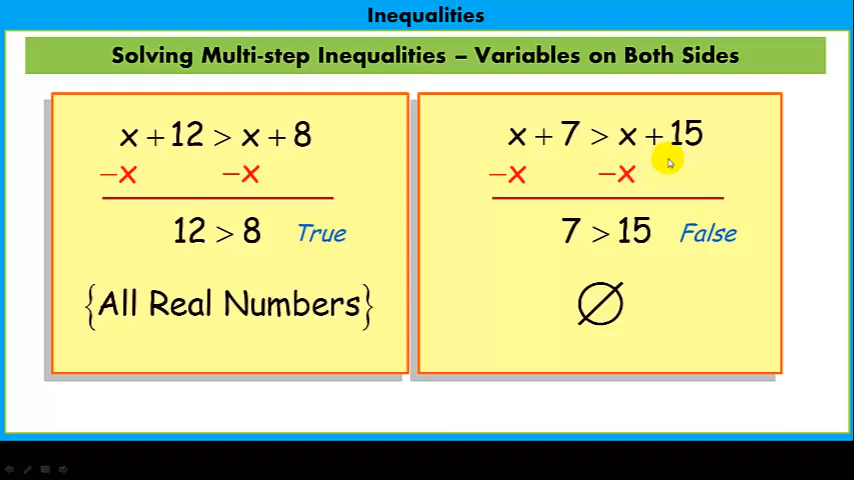 Inequalities
Solving Multi-step Inequalities – Variables on Both Sides
x + 12 > x + 8
−x −x
12 > 8 True
{All Real Numbers}
x + 7 > x + 15
−x −x
7 > 15 False
∅